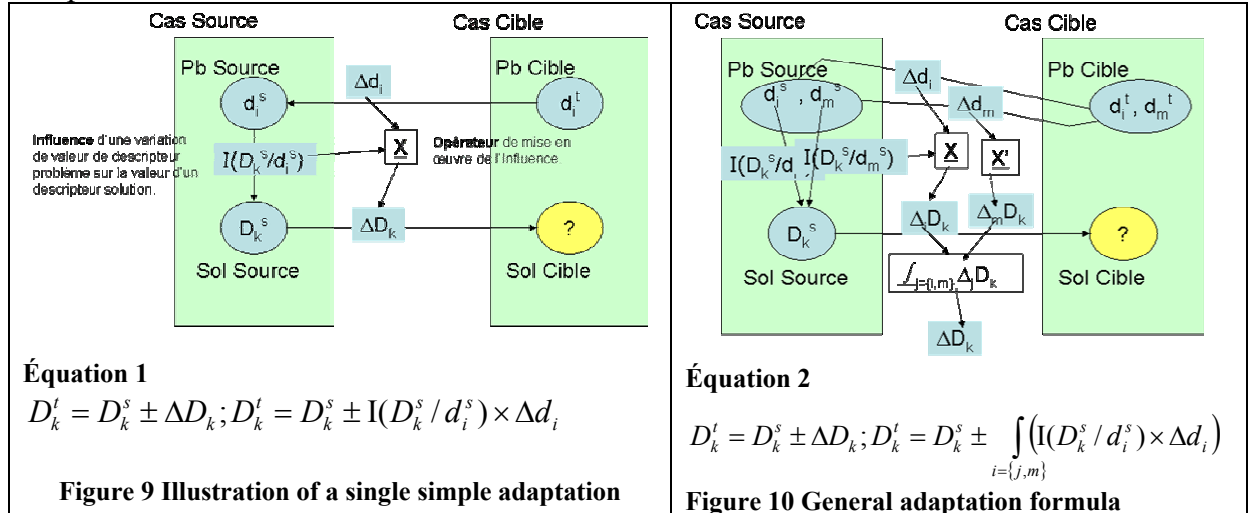 Cas Source
Cas Cible
Pb Source
Δdᵢ
Pb Cible
dᵢˢ
dᵢᵗ
Influence d'une variation
de valeur de descripteur
problème sur la valeur d'un
descripteur solution.
I(Dₖˢ/dᵢˢ)
X
Opérateur de mise en
œuvre de l'Influence.
Dₖˢ
ΔDₖ
?
Sol Source
Sol Cible
Équation 1
Dₖᵗ = Dₖˢ ± ΔDₖ; Dₖᵗ = Dₖˢ ± I(Dₖˢ / dᵢˢ) × Δdᵢ
Figure 9 Illustration of a single simple adaptation
Cas Source
Cas Cible
Pb Source
Δdᵢ
Pb Cible
dᵢˢ , dₘˢ
Δdₘ
dᵢᵗ, dₘᵗ
I(Dₖˢ/d
I(Dₖˢ/dₘˢ)
X
X'
Dₖˢ
ΔᵢDₖ
ΔₘDₖ
?
Sol Source
Sol Cible
∫j={i,m} ΔjDₖ
ΔDₖ
Équation 2
Dₖᵗ = Dₖˢ ± ΔDₖ; Dₖᵗ = Dₖˢ ± ∫i={j,m} (I(Dₖˢ / dᵢˢ) × Δdᵢ)
Figure 10 General adaptation formula